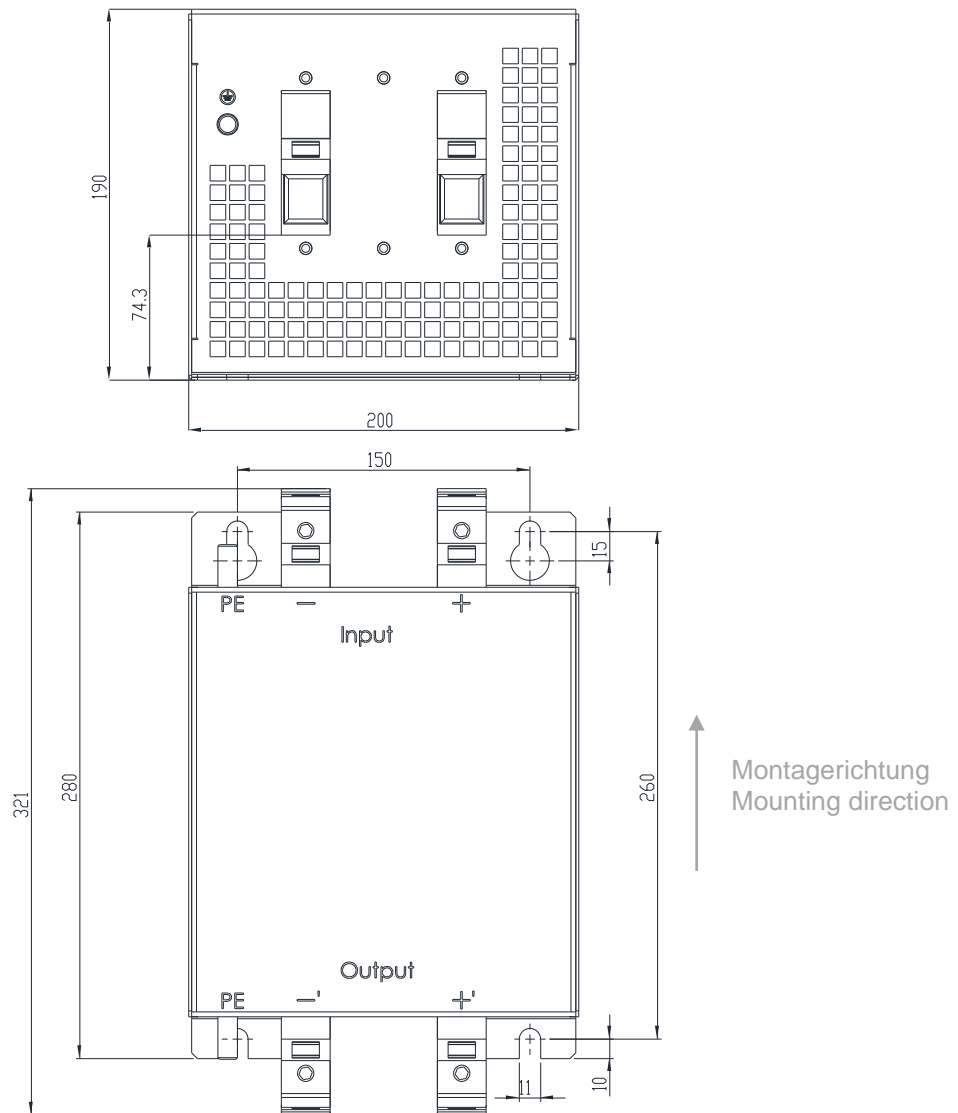 190
74.3
200
150
15
PE
—
+
Input
321
280
260
Montagerichtung
Mounting direction
Output
PE
—'
+'
11
10